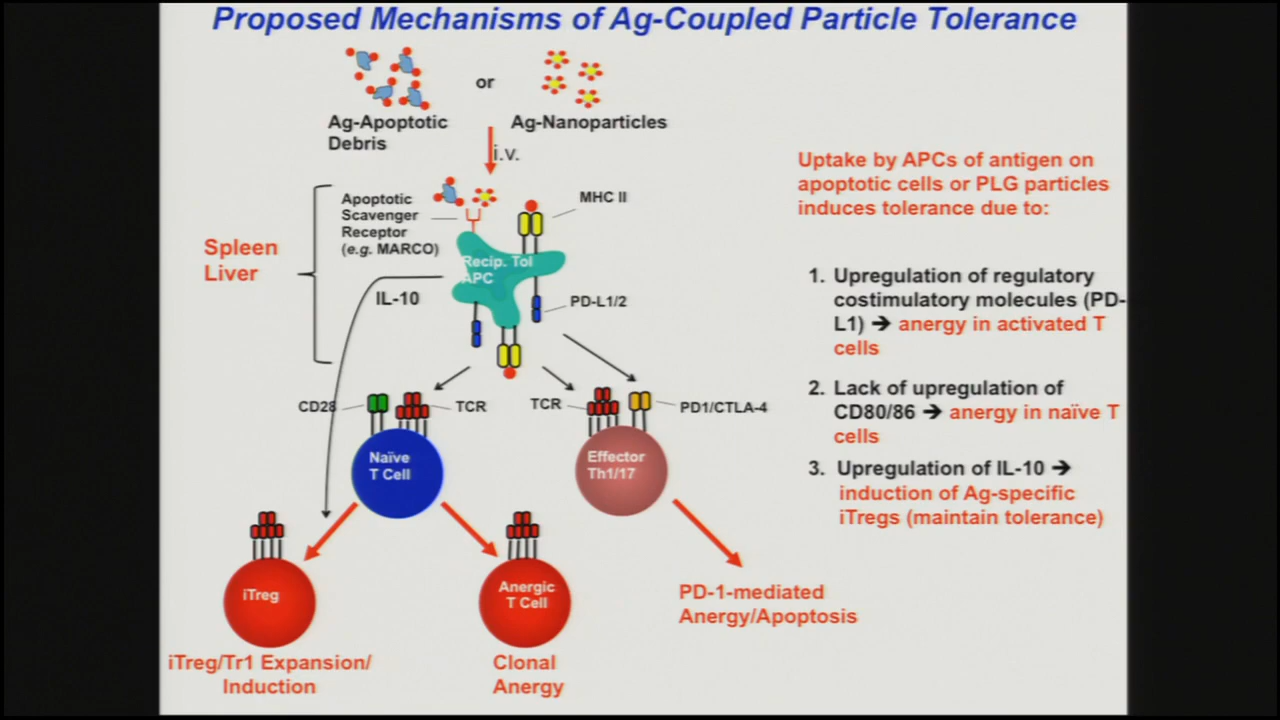 Proposed Mechanisms of Ag-Coupled Particle Tolerance
or
Ag-Apoptotic
Debris
Ag-Nanoparticles
i.v.
Uptake by APCs of antigen on
apoptotic cells or PLG particles
induces tolerance due to:
Apoptotic
Scavenger
Receptor
(e.g. MARCO)
MHC II
Spleen
Liver
Recip. Tol
APC
IL-10
PD-L1/2
1. Upregulation of regulatory
costimulatory molecules (PD-
L1) ➔ anergy in activated T
cells
2. Lack of upregulation of
CD80/86 ➔ anergy in naïve T
cells
3. Upregulation of IL-10 ➔
induction of Ag-specific
iTregs (maintain tolerance)
CD28
TCR
TCR
PD1/CTLA-4
Naïve
T Cell
Effector
Th1/17
iTreg
Anergic
T Cell
PD-1-mediated
Anergy/Apoptosis
iTreg/Tr1 Expansion/
Induction
Clonal
Anergy